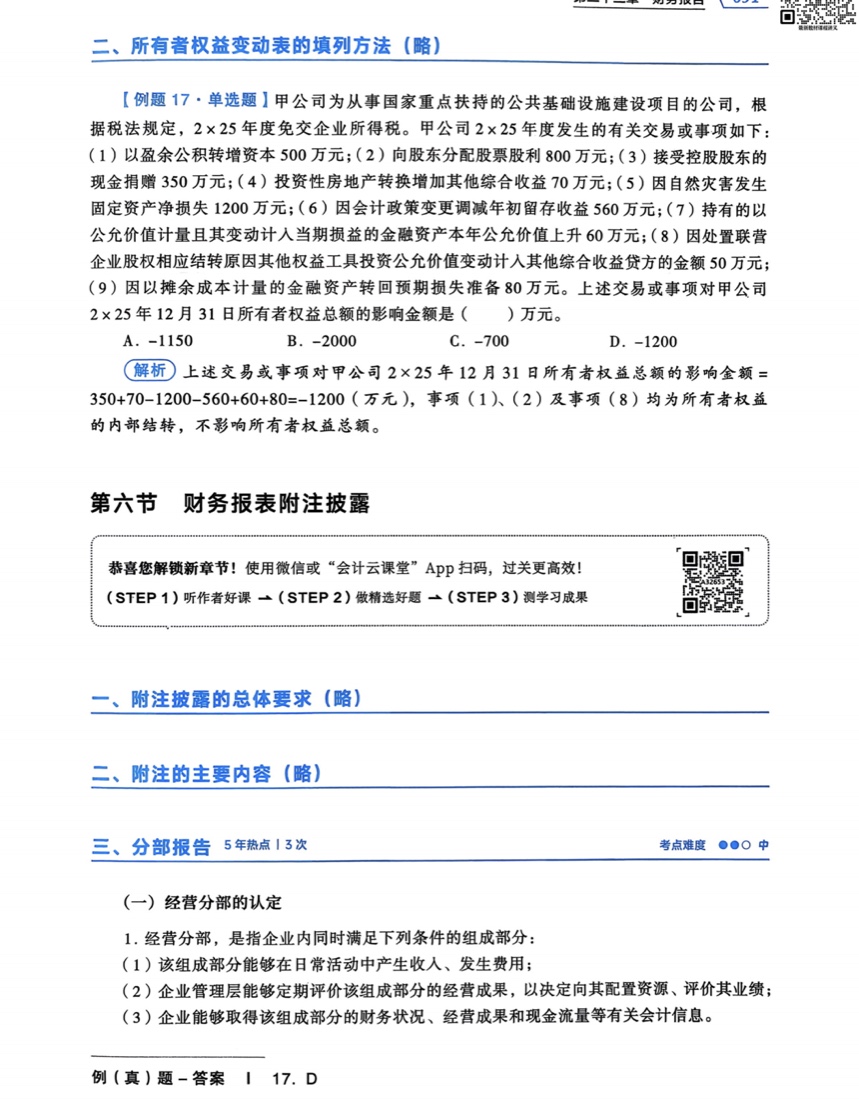 第二十三章 财务报告 691
二、所有者权益变动表的填列方法（略）
【例题 17·单选题】甲公司为从事国家重点扶持的公共基础设施建设项目的公司，根
据税法规定，2×25 年度免交企业所得税。甲公司 2×25 年度发生的有关交易或事项如下：
（1）以盈余公积转增资本 500 万元；（2）向股东分配股票股利 800 万元；（3）接受控股股东的
现金捐赠 350 万元；（4）投资性房地产转换增加其他综合收益 70 万元；（5）因自然灾害发生
固定资产净损失 1200 万元；（6）因会计政策变更调减年初留存收益 560 万元；（7）持有的以
公允价值计量且其变动计入当期损益的金融资产本年公允价值上升 60 万元；（8）因处置联营
企业股权相应结转原因其他权益工具投资公允价值变动计入其他综合收益贷方的金额 50 万元；
（9）因以摊余成本计量的金融资产转回预期损失准备 80 万元。上述交易或事项对甲公司
2×25 年 12 月 31 日所有者权益总额的影响金额是（　　）万元。
A. -1150 B. -2000 C. -700 D. -1200
解析 上述交易或事项对甲公司 2×25 年 12 月 31 日所有者权益总额的影响金额=
350+70-1200-560+60+80=-1200（万元），事项（1）、（2）及事项（8）均为所有者权益
的内部结转，不影响所有者权益总额。
第六节 财务报表附注披露
恭喜您解锁新章节！使用微信或“会计云课堂”App 扫码，过关更高效！
（STEP 1）听作者好课 ⇀（STEP 2）做精选好题 ⇀（STEP 3）测学习成果
一、附注披露的总体要求（略）
二、附注的主要内容（略）
三、分部报告 5 年热点 | 3 次 考点难度 ●●○ 中
（一）经营分部的认定
1. 经营分部，是指企业内同时满足下列条件的组成部分：
（1）该组成部分能够在日常活动中产生收入、发生费用；
（2）企业管理层能够定期评价该组成部分的经营成果，以决定向其配置资源、评价其业绩；
（3）企业能够取得该组成部分的财务状况、经营成果和现金流量等有关会计信息。
例（真）题－答案 | 17. D